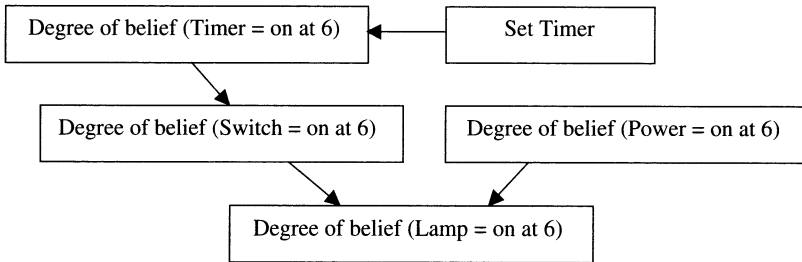 Degree of belief (Timer = on at 6)
Set Timer
Degree of belief (Switch = on at 6)
Degree of belief (Power = on at 6)
Degree of belief (Lamp = on at 6)